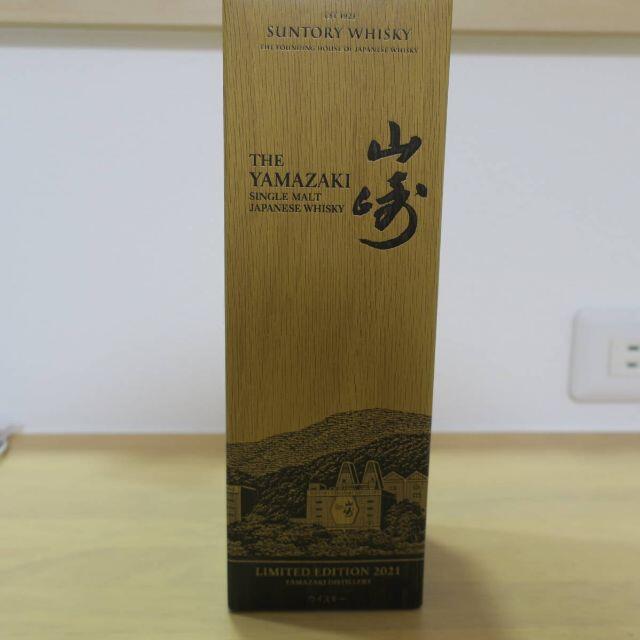 EST. 1923
SUNTORY WHISKY
THE FOUNDING HOUSE OF JAPANESE WHISKY
山崎
THE
YAMAZAKI
SINGLE MALT
JAPANESE WHISKY
LIMITED EDITION 2021
YAMAZAKI DISTILLERY
ウイスキー